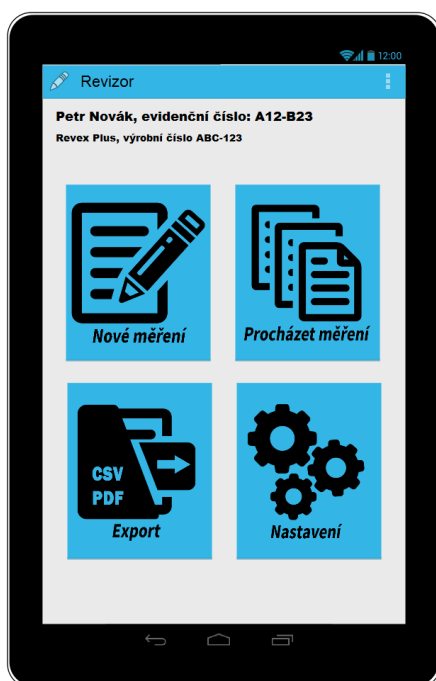 12:00
Revizor
Petr Novák, evidenční číslo: A12-B23
Revex Plus, výrobní číslo ABC-123
Nové měření
Procházet měření
CSV
PDF
Export
Nastavení